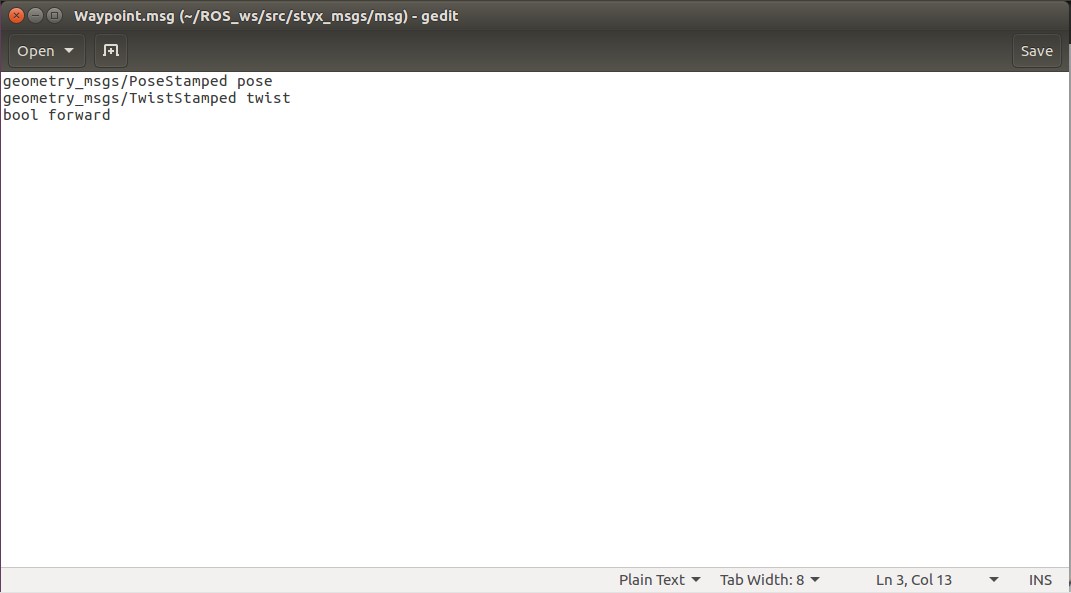 Waypoint.msg (~/ROS_ws/src/styx_msgs/msg) - gedit
Open
Save
geometry_msgs/PoseStamped pose
geometry_msgs/TwistStamped twist
bool forward
Plain Text Tab Width: 8 Ln 3, Col 13 INS